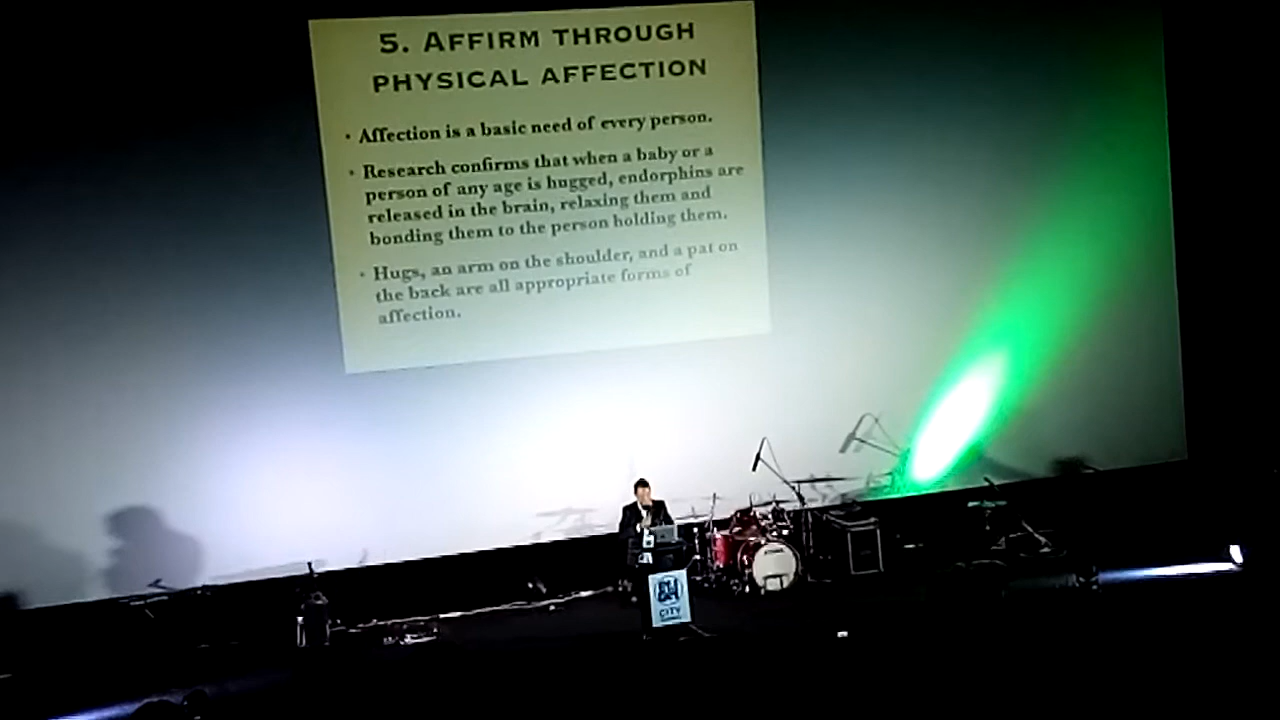 5. AFFIRM THROUGH
PHYSICAL AFFECTION
• Affection is a basic need of every person.
• Research confirms that when a baby or a
person of any age is hugged, endorphins are
released in the brain, relaxing them and
bonding them to the person holding them.
• Hugs, an arm on the shoulder, and a pat on
the back are all appropriate forms of
affection.
SM
CITY